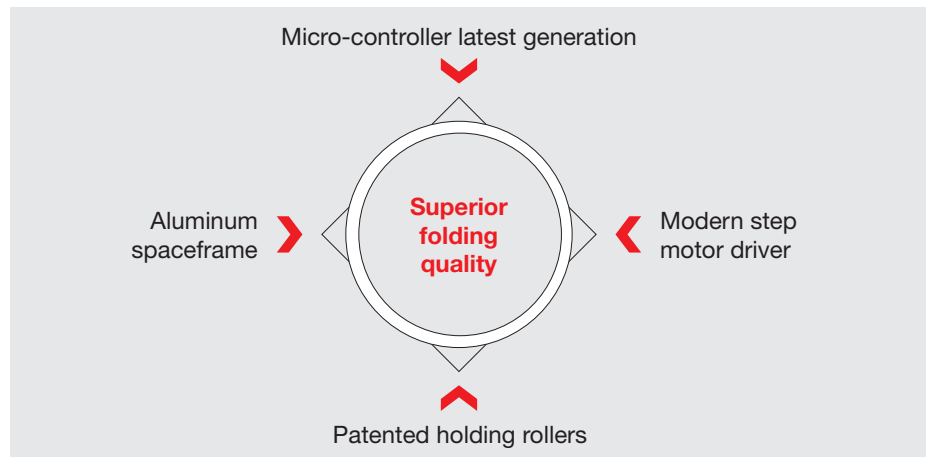 Micro-controller latest generation
Aluminum
spaceframe
Superior
folding
quality
Modern step
motor driver
Patented holding rollers